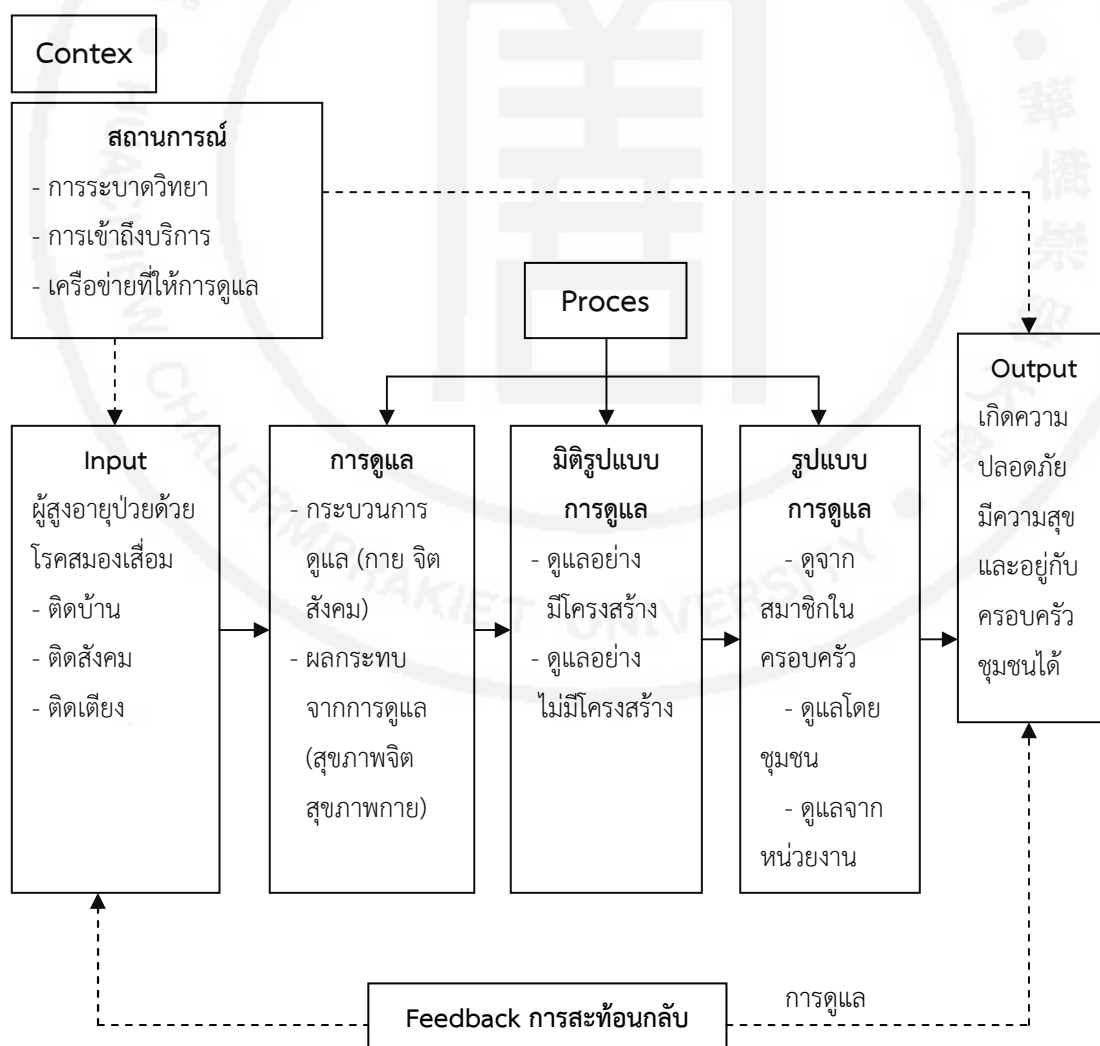 Contex
สถานการณ์
- การระบาดวิทยา
- การเข้าถึงบริการ
- เครือข่ายที่ให้การดูแล
Proces
Input
ผู้สูงอายุป่วยด้วย
โรคสมองเสื่อม
- ติดบ้าน
- ติดสังคม
- ติดเตียง
การดูแล
- กระบวนการ
ดูแล (กาย จิต
สังคม)
- ผลกระทบ
จากการดูแล
(สุขภาพจิต
สุขภาพกาย)
มิติรูปแบบ
การดูแล
- ดูแลอย่าง
มีโครงสร้าง
- ดูแลอย่าง
ไม่มีโครงสร้าง
รูปแบบ
การดูแล
- ดูจาก
สมาชิกใน
ครอบครัว
- ดูแลโดย
ชุมชน
- ดูแลจาก
หน่วยงาน
Output
เกิดความ
ปลอดภัย
มีความสุข
และอยู่กับ
ครอบครัว
ชุมชนได้
การดูแล
Feedback การสะท้อนกลับ
HUACHIEW CHALERMPRAKIET UNIVERSITY
華僑崇聖大學